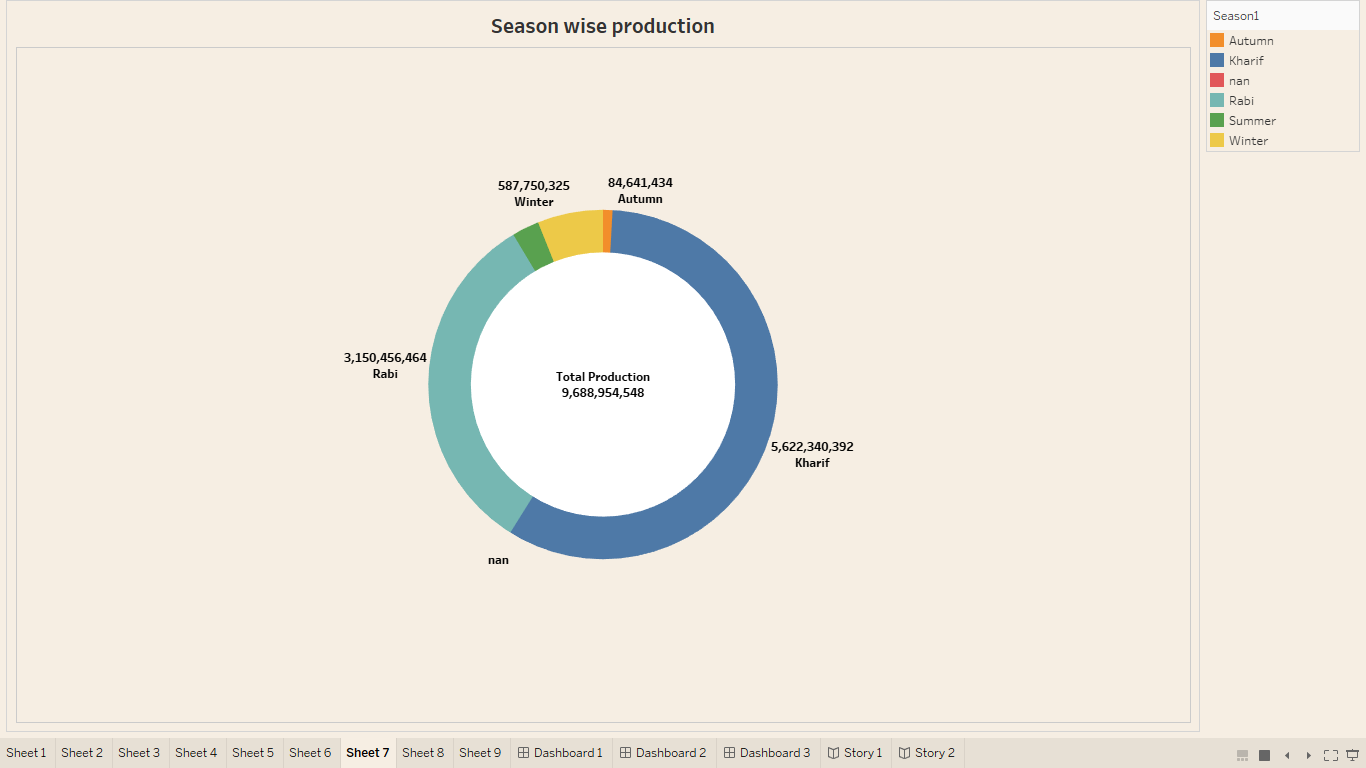 Season wise production
Season1
Autumn
Kharif
nan
Rabi
Summer
Winter
587,750,325
Winter
84,641,434
Autumn
3,150,456,464
Rabi
Total Production
9,688,954,548
5,622,340,392
Kharif
nan
Sheet 1 Sheet 2 Sheet 3 Sheet 4 Sheet 5 Sheet 6 Sheet 7 Sheet 8 Sheet 9 Dashboard 1 Dashboard 2 Dashboard 3 Story 1 Story 2